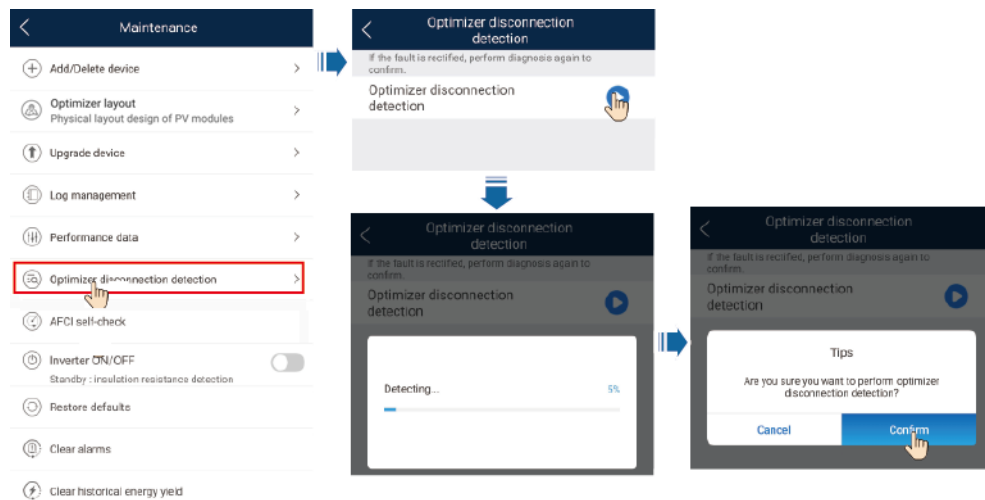 Maintenance
Add/Delete device
Optimizer layout
Physical layout design of PV modules
Upgrade device
Log management
Performance data
Optimizer disconnection detection
AFCI self-check
Inverter ON/OFF
Standby : insulation resistance detection
Restore defaults
Clear alarms
Clear historical energy yield
Optimizer disconnection
detection
If the fault is rectified, perform diagnosis again to
confirm.
Optimizer disconnection
detection
Optimizer disconnection
detection
If the fault is rectified, perform diagnosis again to
confirm.
Optimizer disconnection
detection
Detecting... 5%
Optimizer disconnection
detection
If the fault is rectified, perform diagnosis again to
confirm.
Optimizer disconnection
detection
Tips
Are you sure you want to perform optimizer
disconnection detection?
Cancel Confirm